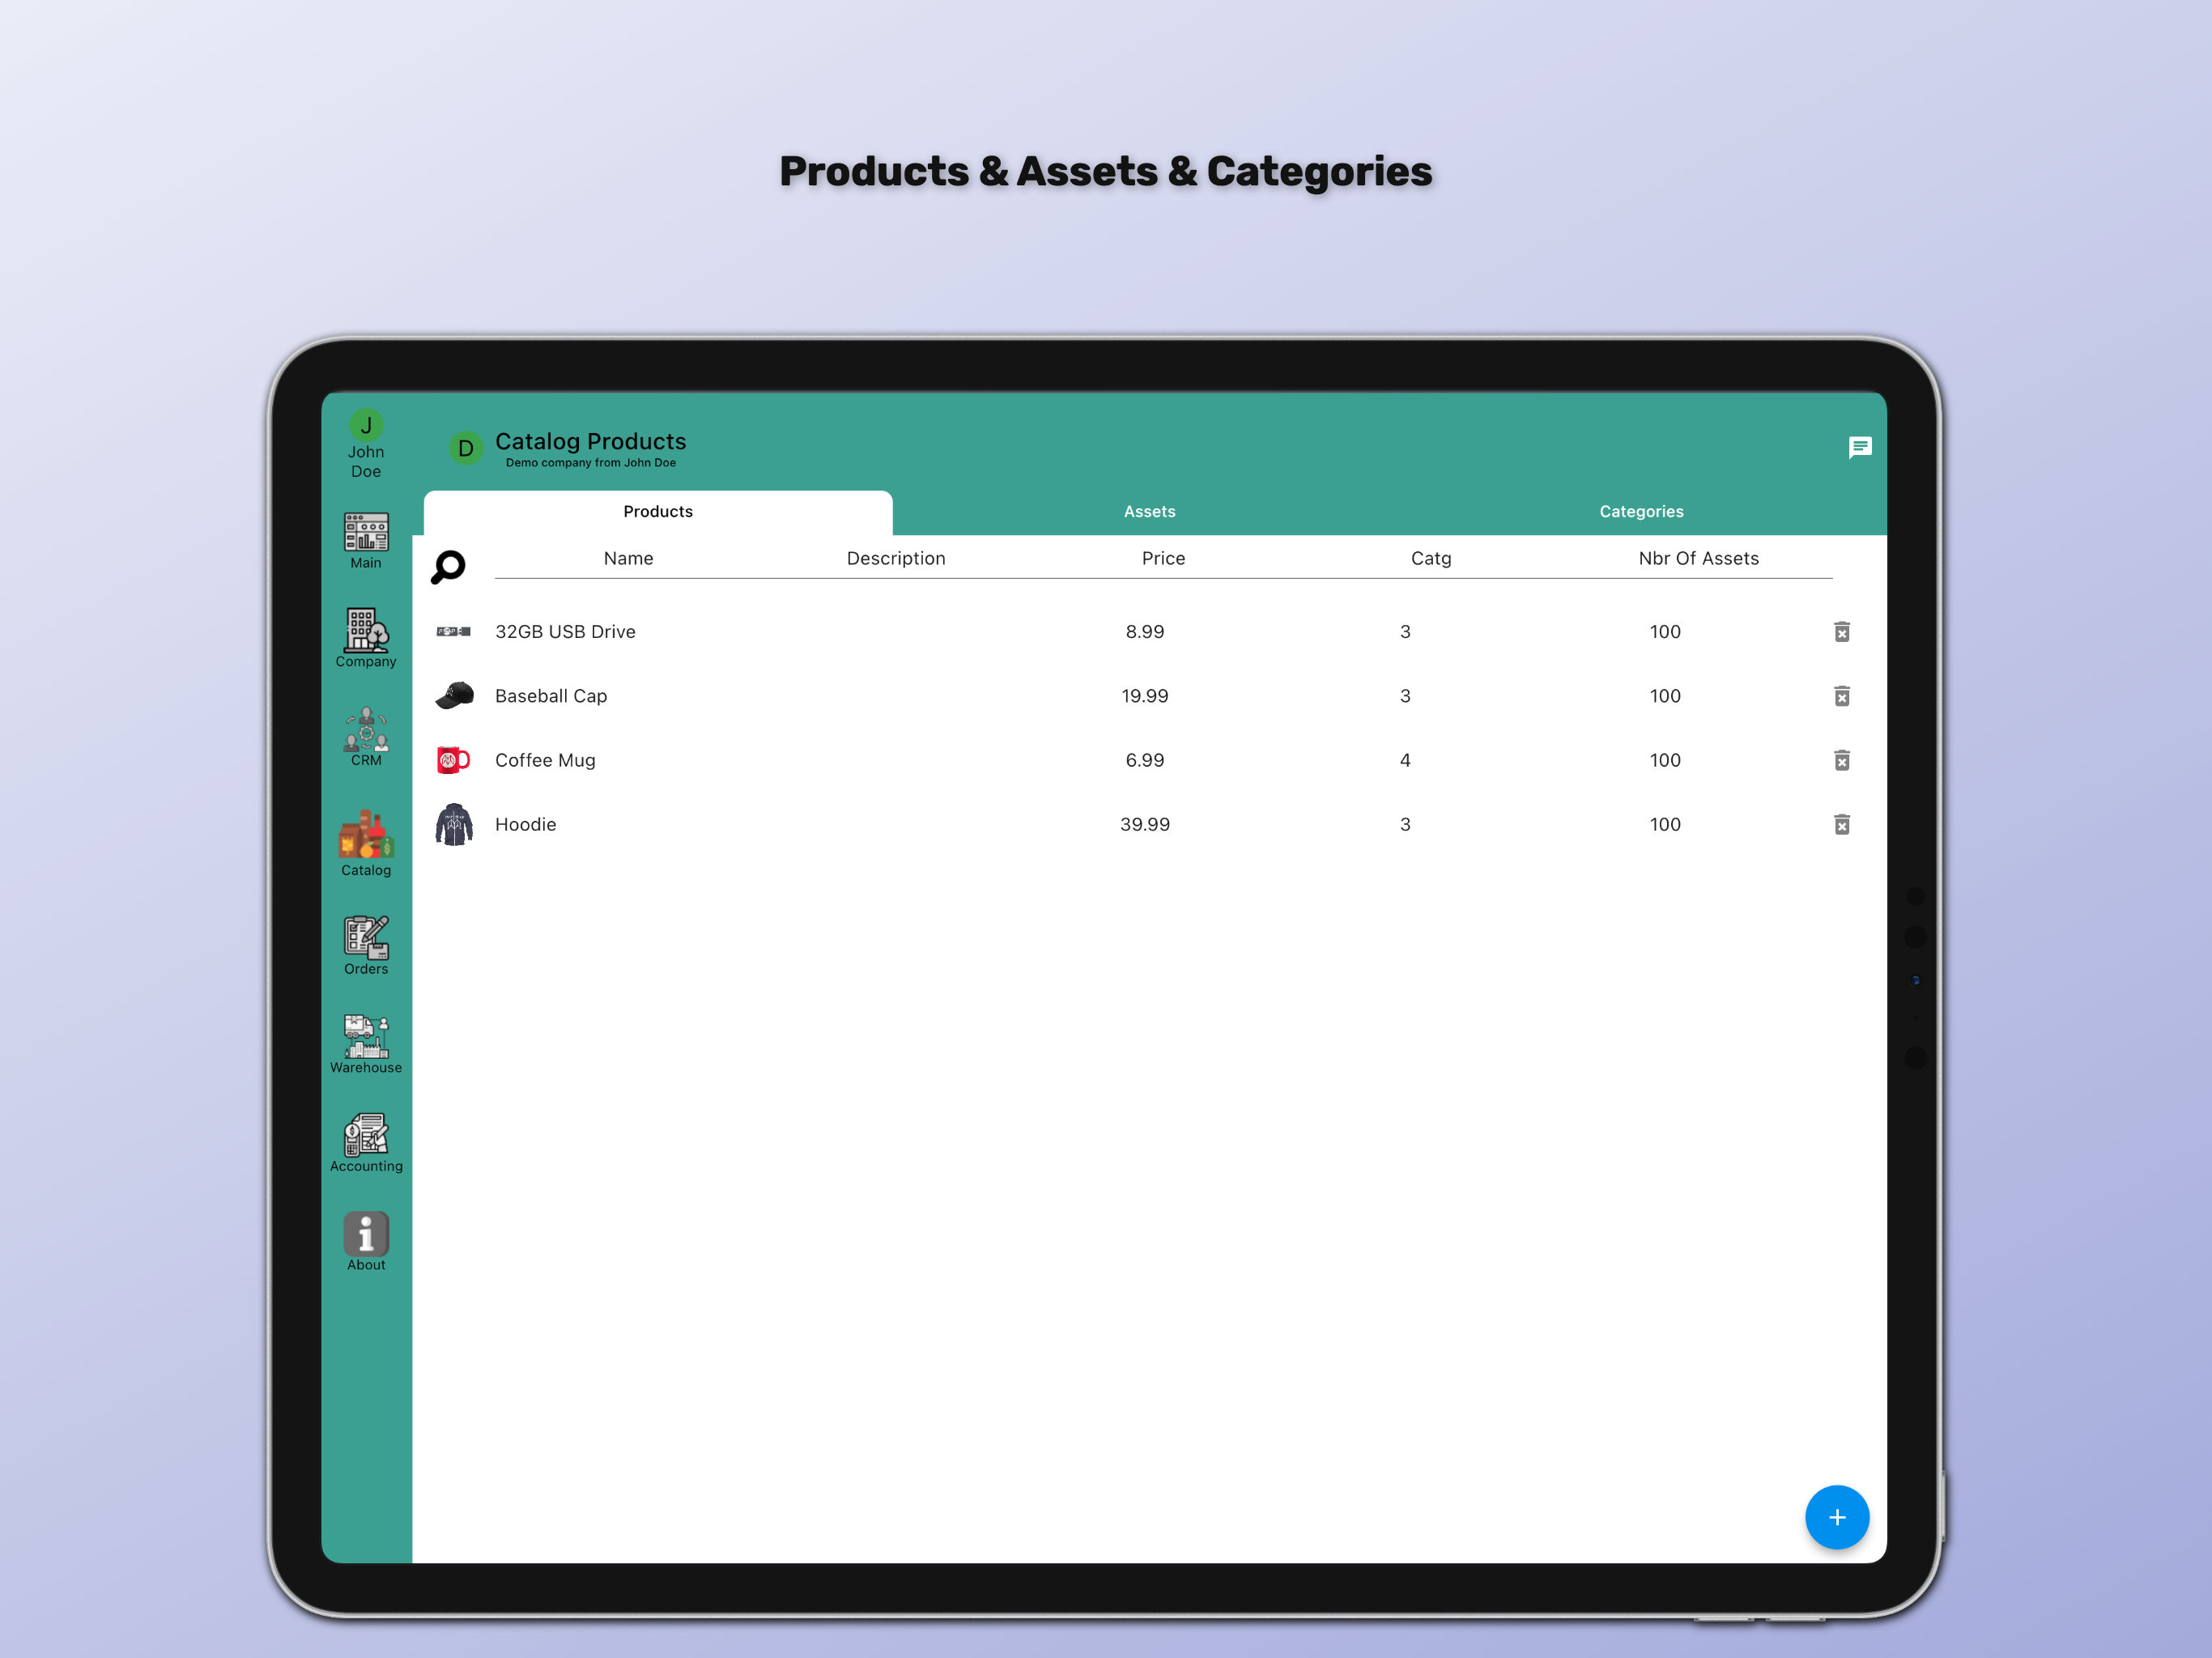 Products & Assets & Categories
J
John
Doe
D
Catalog Products
Demo company from John Doe
Products
Assets
Categories
Name
Description
Price
Catg
Nbr Of Assets
32GB USB Drive
8.99
3
100
Baseball Cap
19.99
3
100
Coffee Mug
6.99
4
100
Hoodie
39.99
3
100
Main
Company
CRM
Catalog
Orders
Warehouse
Accounting
About